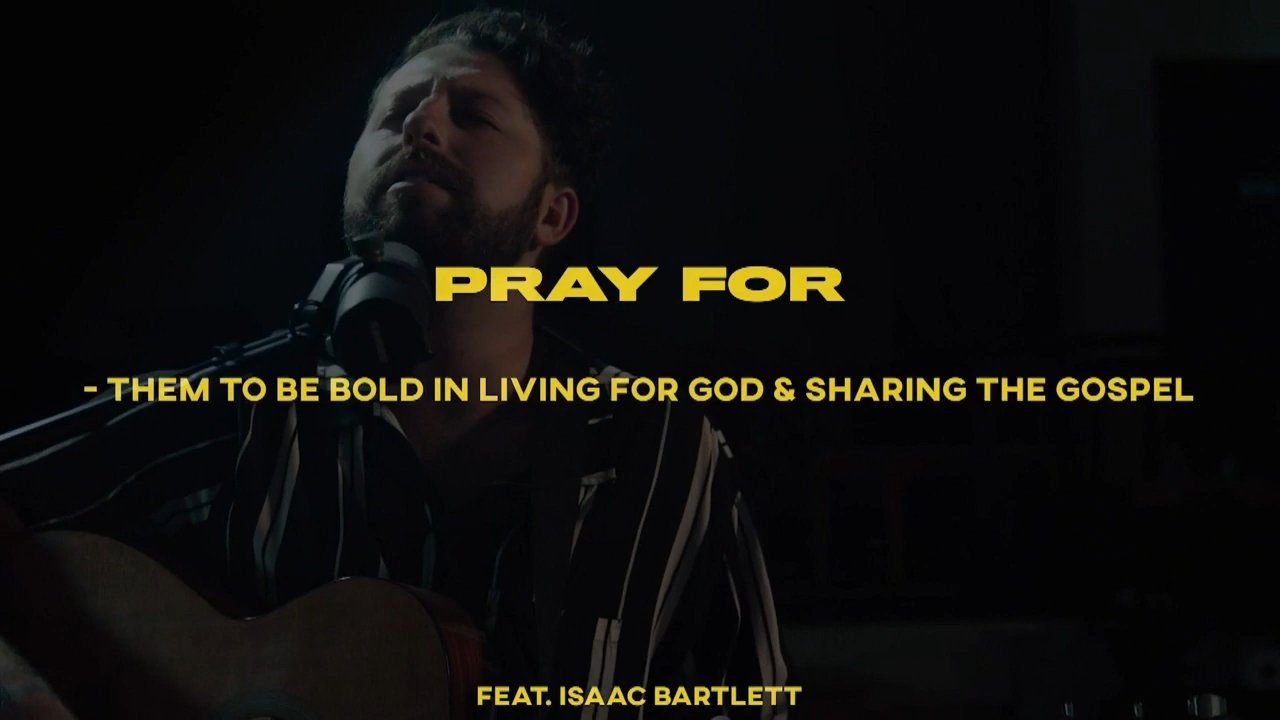 PRAY FOR
- THEM TO BE BOLD IN LIVING FOR GOD & SHARING THE GOSPEL
FEAT. ISAAC BARTLETT